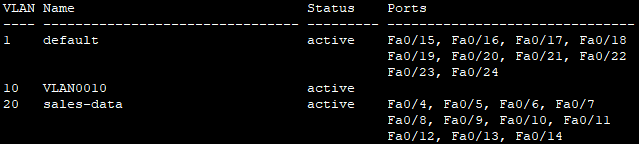 VLAN Name                             Status    Ports
---- -------------------------------- --------- -------------------------------
1    default                          active    Fa0/15, Fa0/16, Fa0/17, Fa0/18
                                                Fa0/19, Fa0/20, Fa0/21, Fa0/22
                                                Fa0/23, Fa0/24
10   VLAN0010                         active
20   sales-data                       active    Fa0/4, Fa0/5, Fa0/6, Fa0/7
                                                Fa0/8, Fa0/9, Fa0/10, Fa0/11
                                                Fa0/12, Fa0/13, Fa0/14